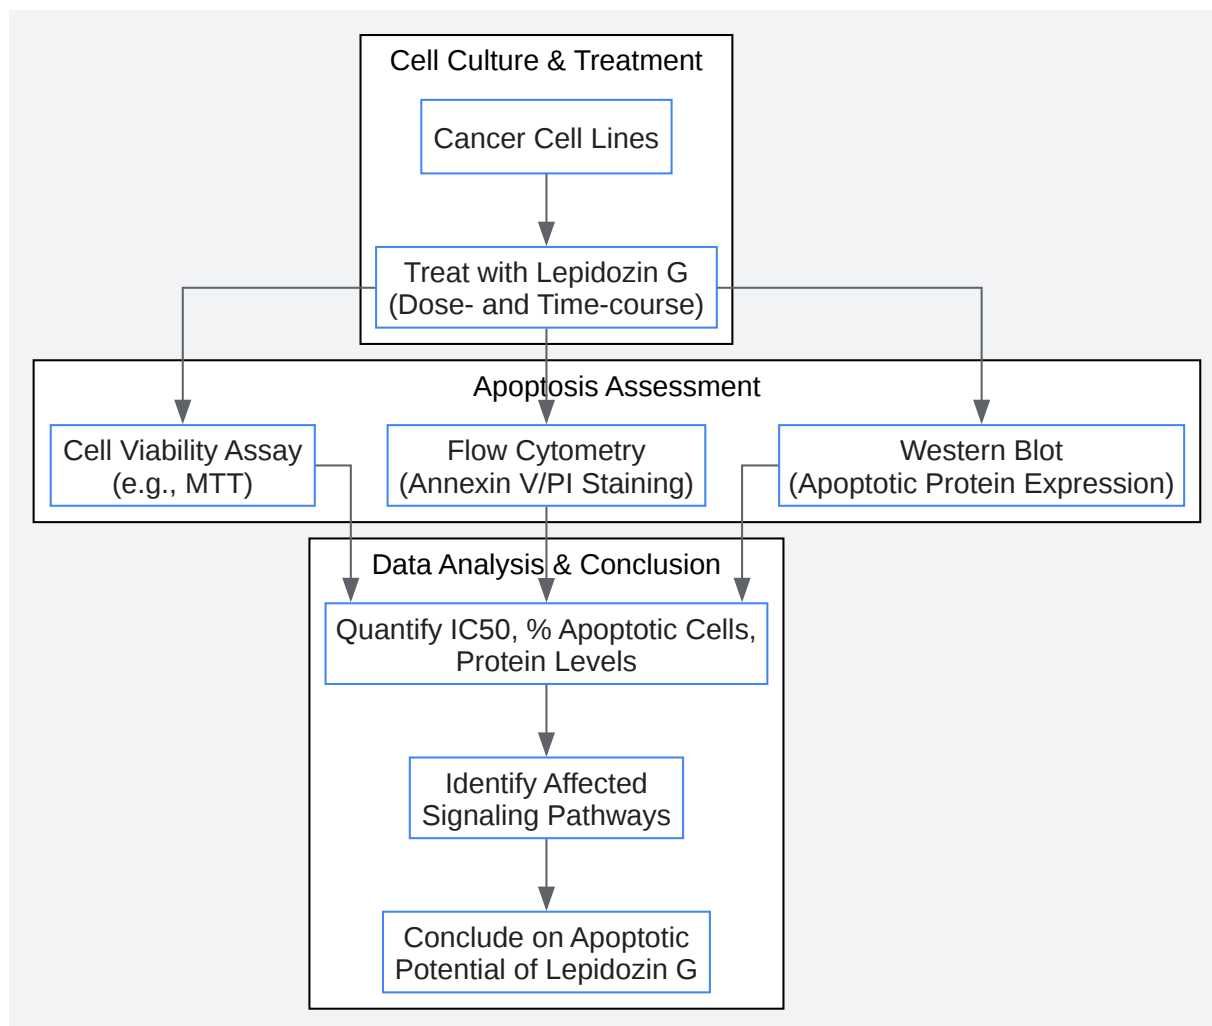 Cell Culture & Treatment
Cancer Cell Lines
Treat with Lepidozin G
(Dose- and Time-course)
Apoptosis Assessment
Cell Viability Assay
(e.g., MTT)
Flow Cytometry
(Annexin V/PI Staining)
Western Blot
(Apoptotic Protein Expression)
Data Analysis & Conclusion
Quantify IC50, % Apoptotic Cells,
Protein Levels
Identify Affected
Signaling Pathways
Conclude on Apoptotic
Potential of Lepidozin G